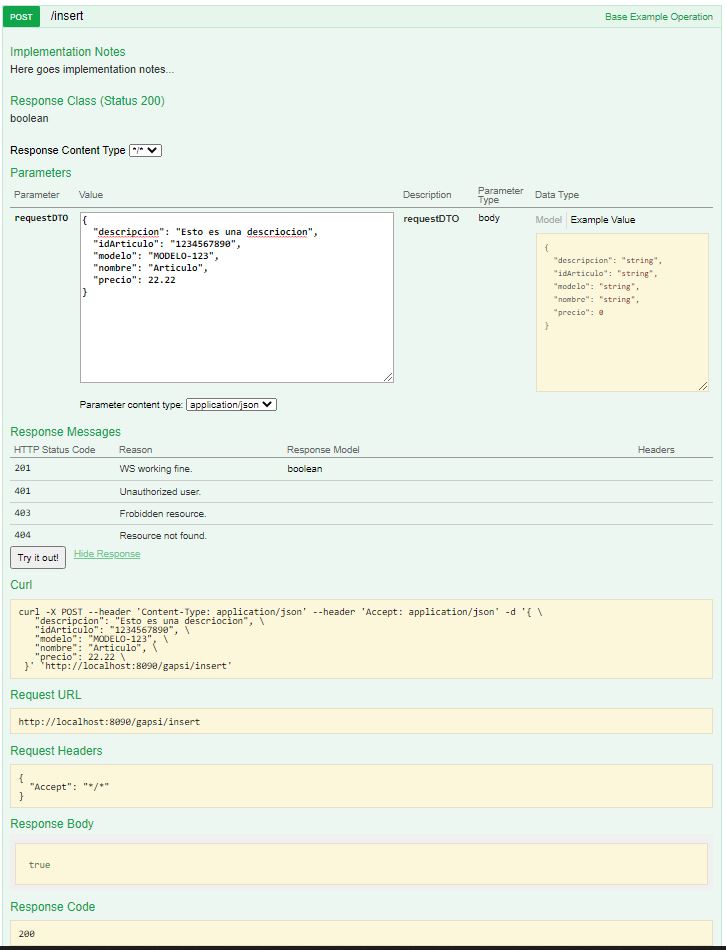 POST /insert Base Example Operation
Implementation Notes
Here goes implementation notes...
Response Class (Status 200)
boolean
Response Content Type */*
Parameters
Parameter Value Description Parameter Type Data Type
requestDTO
{
"descripcion": "Esto es una descriocion",
"idArticulo": "1234567890",
"modelo": "MODELO-123",
"nombre": "Articulo",
"precio": 22.22
}
requestDTO body
Model Example Value
{
"descripcion": "string",
"idArticulo": "string",
"modelo": "string",
"nombre": "string",
"precio": 0
}
Parameter content type: application/json
Response Messages
HTTP Status Code Reason Response Model Headers
201 WS working fine. boolean
401 Unauthorized user.
403 Frobidden resource.
404 Resource not found.
Try it out! Hide Response
Curl
curl -X POST --header 'Content-Type: application/json' --header 'Accept: application/json' -d '{ \
"descripcion": "Esto es una descriocion", \
"idArticulo": "1234567890", \
"modelo": "MODELO-123", \
"nombre": "Articulo", \
"precio": 22.22 \
}' 'http://localhost:8090/gapsi/insert'
Request URL
http://localhost:8090/gapsi/insert
Request Headers
{
"Accept": "*/*"
}
Response Body
true
Response Code
200